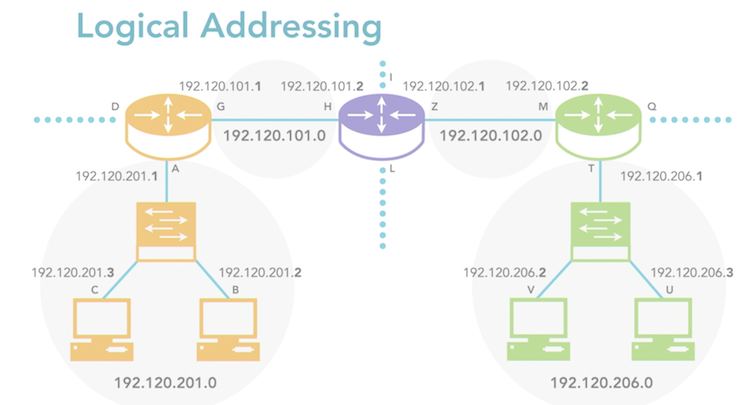 Logical Addressing
I
192.120.101.1 192.120.101.2 192.120.102.1 192.120.102.2
D G H Z M Q
192.120.101.0 192.120.102.0
A L T
192.120.201.1 192.120.206.1
192.120.201.3 192.120.201.2 192.120.206.2 192.120.206.3
C B V U
192.120.201.0 192.120.206.0